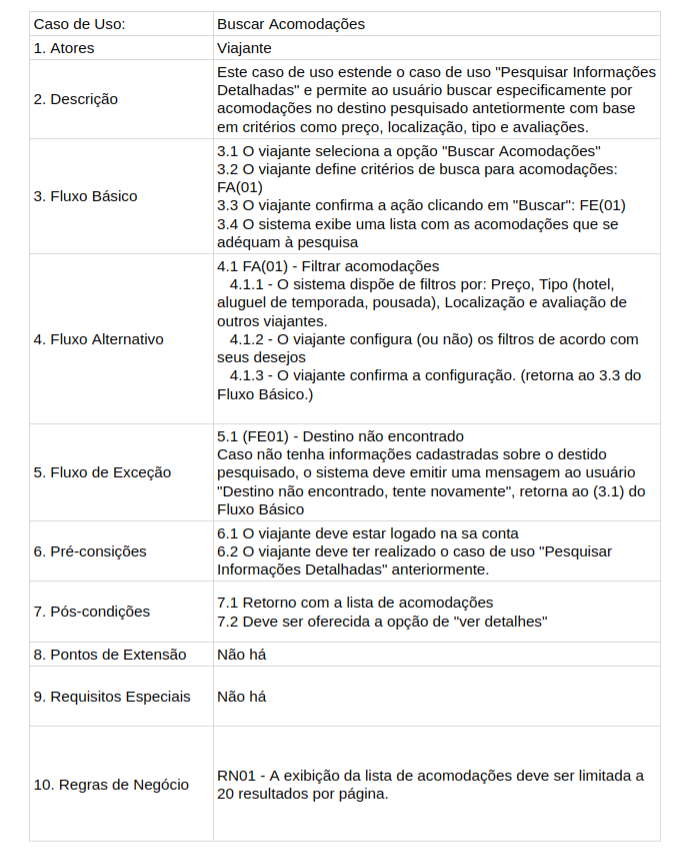 Caso de Uso:
Buscar Acomodações
1. Atores
Viajante
2. Descrição
Este caso de uso estende o caso de uso "Pesquisar Informações
Detalhadas" e permite ao usuário buscar especificamente por
acomodações no destino pesquisado antetiormente com base
em critérios como preço, localização, tipo e avaliações.
3. Fluxo Básico
3.1 O viajante seleciona a opção "Buscar Acomodações"
3.2 O viajante define critérios de busca para acomodações:
FA(01)
3.3 O viajante confirma a ação clicando em "Buscar": FE(01)
3.4 O sistema exibe uma lista com as acomodações que se
adéquam à pesquisa
4. Fluxo Alternativo
4.1 FA(01) - Filtrar acomodações
4.1.1 - O sistema dispõe de filtros por: Preço, Tipo (hotel,
aluguel de temporada, pousada), Localização e avaliação de
outros viajantes.
4.1.2 - O viajante configura (ou não) os filtros de acordo com
seus desejos
4.1.3 - O viajante confirma a configuração. (retorna ao 3.3 do
Fluxo Básico.)
5. Fluxo de Exceção
5.1 (FE01) - Destino não encontrado
Caso não tenha informações cadastradas sobre o destido
pesquisado, o sistema deve emitir uma mensagem ao usuário
"Destino não encontrado, tente novamente", retorna ao (3.1) do
Fluxo Básico
6. Pré-consições
6.1 O viajante deve estar logado na sa conta
6.2 O viajante deve ter realizado o caso de uso "Pesquisar
Informações Detalhadas" anteriormente.
7. Pós-condições
7.1 Retorno com a lista de acomodações
7.2 Deve ser oferecida a opção de "ver detalhes"
8. Pontos de Extensão
Não há
9. Requisitos Especiais
Não há
10. Regras de Negócio
RN01 - A exibição da lista de acomodações deve ser limitada a
20 resultados por página.